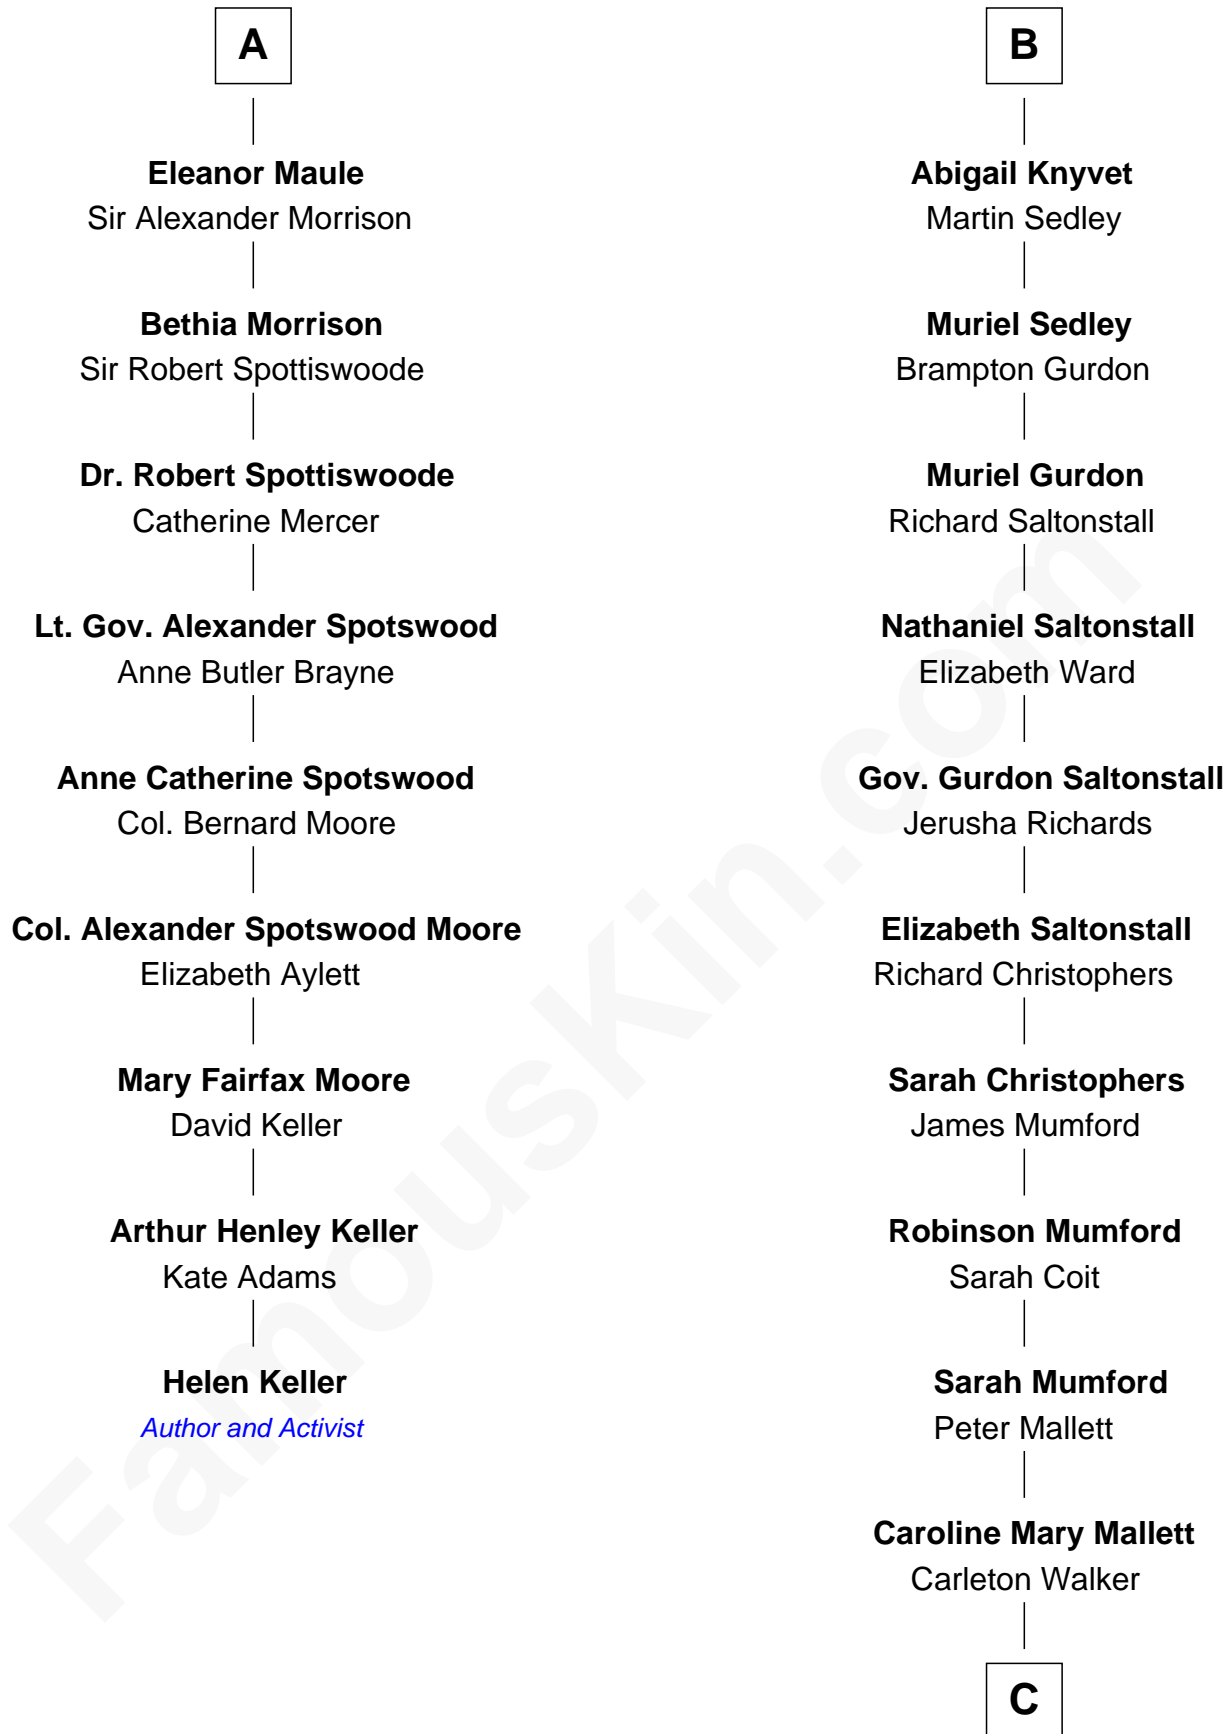 A
Eleanor Maule
Sir Alexander Morrison
Bethia Morrison
Sir Robert Spottiswoode
Dr. Robert Spottiswoode
Catherine Mercer
Lt. Gov. Alexander Spotswood
Anne Butler Brayne
Anne Catherine Spotswood
Col. Bernard Moore
Col. Alexander Spotswood Moore
Elizabeth Aylett
Mary Fairfax Moore
David Keller
Arthur Henley Keller
Kate Adams
Helen Keller
Author and Activist
B
Abigail Knyvet
Martin Sedley
Muriel Sedley
Brampton Gurdon
Muriel Gurdon
Richard Saltonstall
Nathaniel Saltonstall
Elizabeth Ward
Gov. Gurdon Saltonstall
Jerusha Richards
Elizabeth Saltonstall
Richard Christophers
Sarah Christophers
James Mumford
Robinson Mumford
Sarah Coit
Sarah Mumford
Peter Mallett
Caroline Mary Mallett
Carleton Walker
C
FamousKin.com